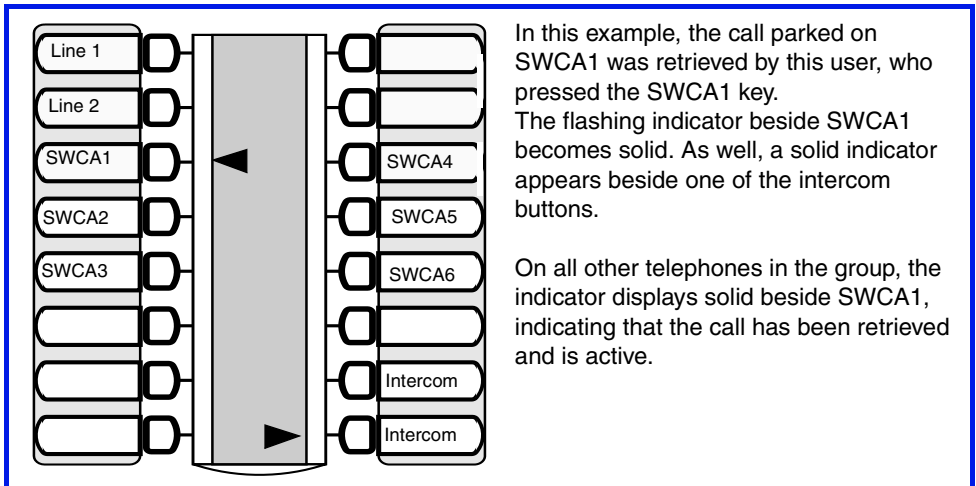 Line 1
Line 2
SWCA1
SWCA2
SWCA3
SWCA4
SWCA5
SWCA6
Intercom
Intercom
In this example, the call parked on
SWCA1 was retrieved by this user, who
pressed the SWCA1 key.
The flashing indicator beside SWCA1
becomes solid. As well, a solid indicator
appears beside one of the intercom
buttons.
On all other telephones in the group, the
indicator displays solid beside SWCA1,
indicating that the call has been retrieved
and is active.